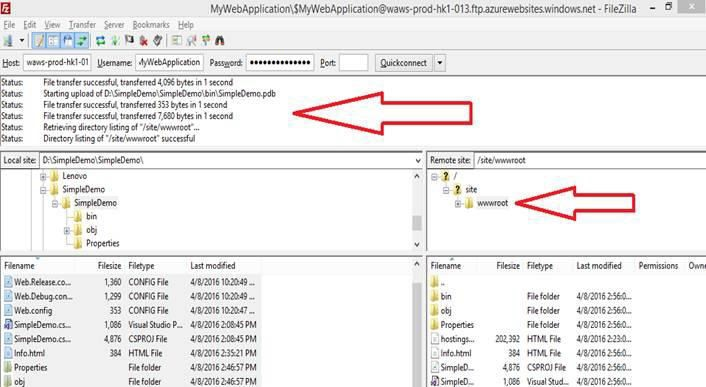 MyWebApplication\$MyWebApplication@waws-prod-hk1-013.ftp.azurewebsites.windows.net - FileZilla
File Edit View Transfer Server Bookmarks Help
Host: waws-prod-hk1-01 Username: MyWebApplication Password: •••••••••••••• Port: Quickconnect
Status: File transfer successful, transferred 4,096 bytes in 1 second
Status: Starting upload of D:\SimpleDemo\SimpleDemo\bin\SimpleDemo.pdb
Status: File transfer successful, transferred 353 bytes in 1 second
Status: File transfer successful, transferred 7,680 bytes in 1 second
Status: Retrieving directory listing of "/site/wwwroot"...
Status: Directory listing of "/site/wwwroot" successful
Local site: D:\SimpleDemo\SimpleDemo\ Remote site: /site/wwwroot
Lenovo
SimpleDemo
SimpleDemo
bin
obj
Properties
/
site
wwwroot
Filename Filesize Filetype Last modified
Web.Release.co... 1,360 CONFIG File 4/8/2016 10:20:49 ...
Web.Debug.con... 1,299 CONFIG File 4/8/2016 10:20:49 ...
Web.config 353 CONFIG File 4/8/2016 10:20:47 ...
SimpleDemo.cs... 1,086 Visual Studio P... 4/8/2016 2:08:45 PM
SimpleDemo.cs... 4,876 CSPROJ File 4/8/2016 2:08:45 PM
Info.html 384 HTML File 4/8/2016 2:35:21 PM
Properties File folder 4/8/2016 2:46:57 PM
obj File folder 4/8/2016 2:46:57 PM
Filename Filesize Filetype Last modified Permissions Owne
..
bin File folder 4/8/2016 2:56:0...
obj File folder 4/8/2016 2:56:0...
Properties File folder 4/8/2016 2:56:0...
hostings... 202,392 HTML File 4/8/2016 2:23:0...
Info.html 384 HTML File 4/8/2016 2:56:0...
SimpleD... 4,876 CSPROJ File 4/8/2016 2:56:0...
SimpleD... 1,086 Visual Studio... 4/8/2016 2:56:0...